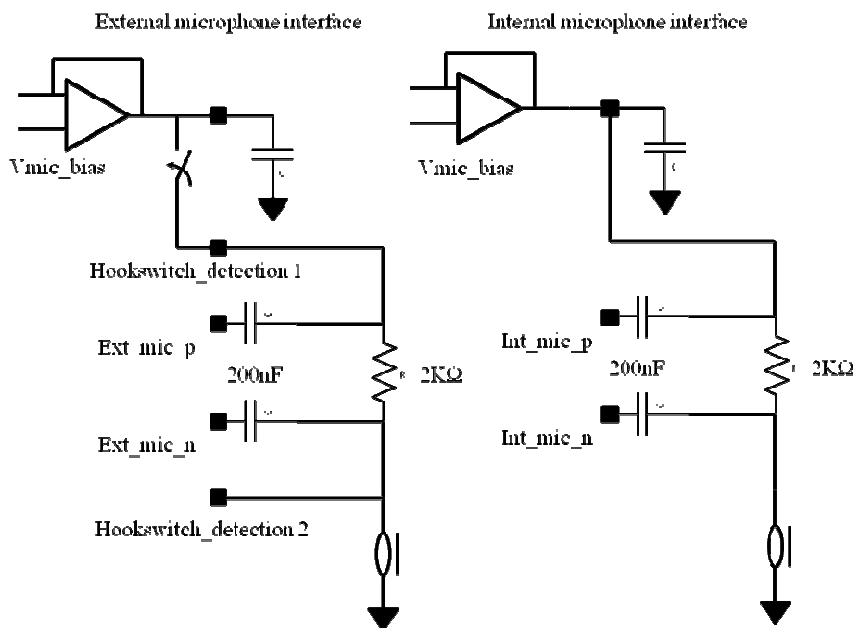 External microphone interface
Internal microphone interface
Vmic_bias
Vmic_bias
Hookswitch_detection 1
Ext_mic_p
200nF
2KΩ
Ext_mic_n
Hookswitch_detection 2
Int_mic_p
200nF
2KΩ
Int_mic_n